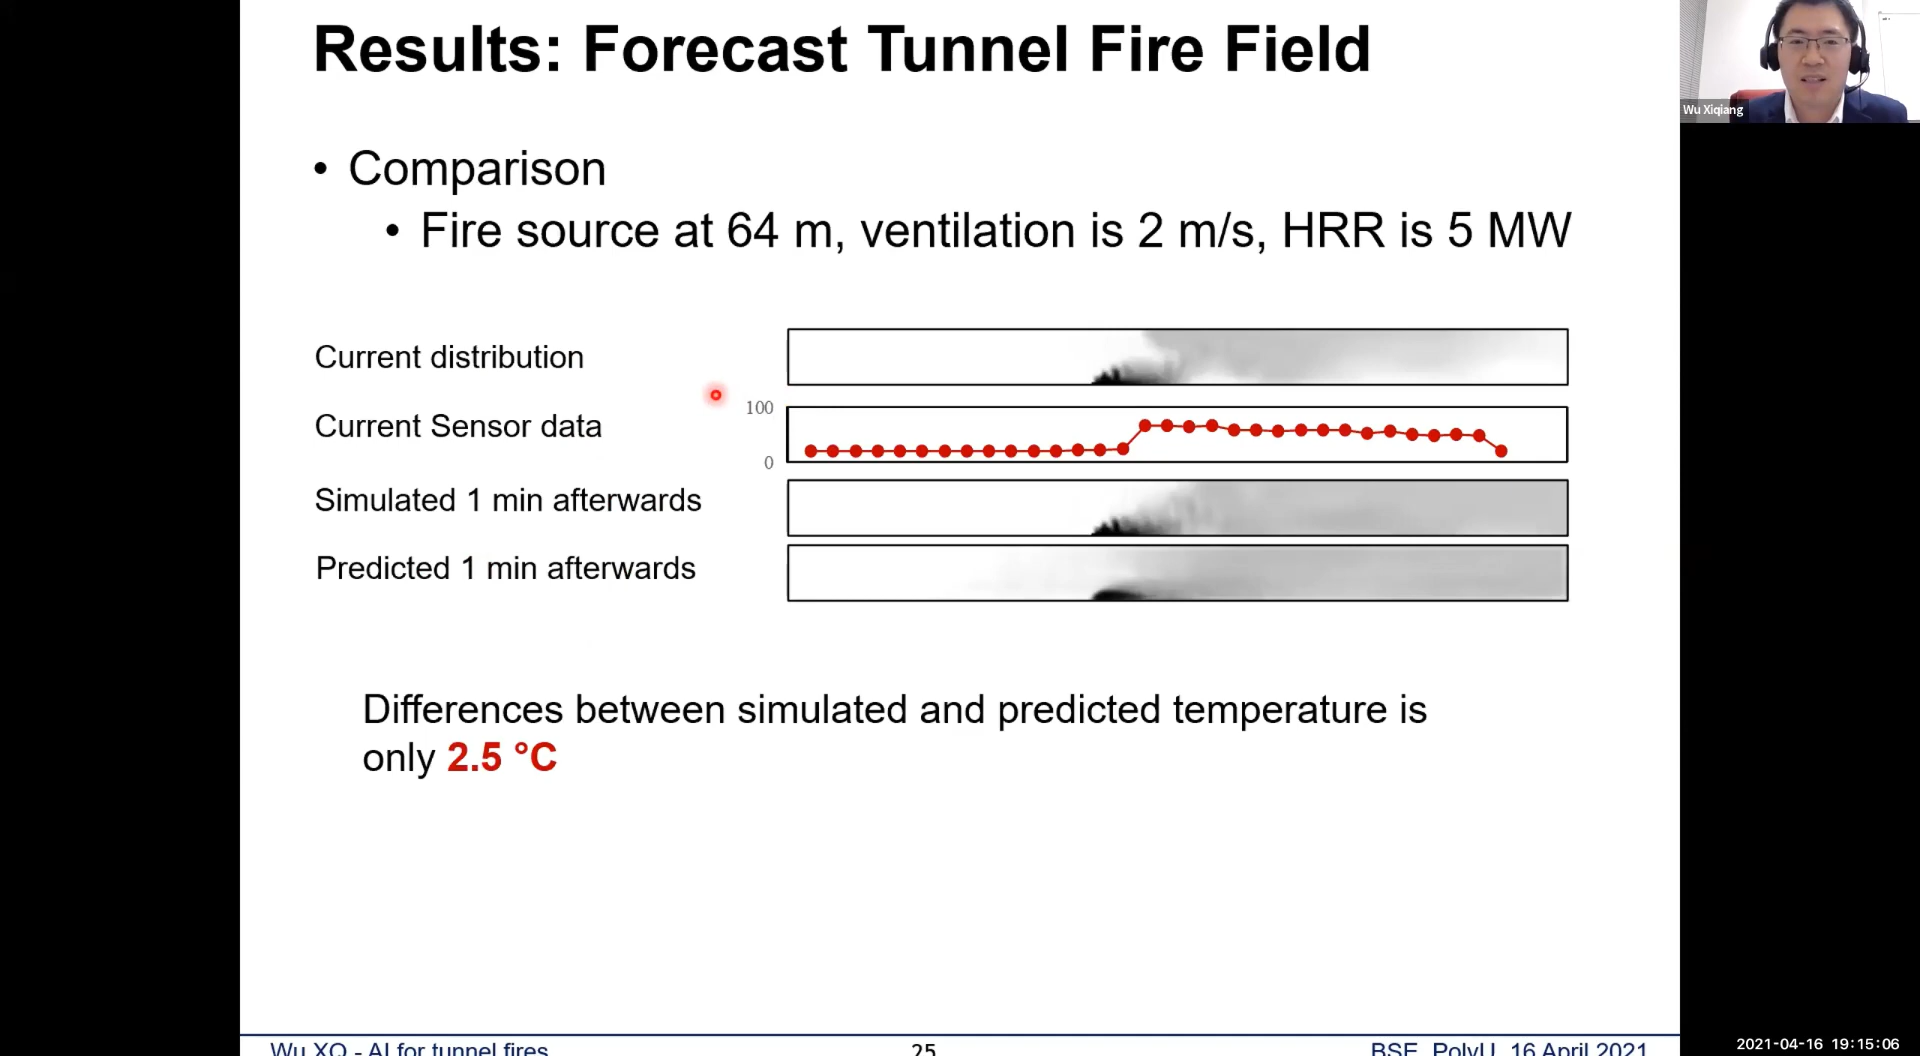 Results: Forecast Tunnel Fire Field
Wu Xiqiang
• Comparison
• Fire source at 64 m, ventilation is 2 m/s, HRR is 5 MW
Current distribution
Current Sensor data
100
0
Simulated 1 min afterwards
Predicted 1 min afterwards
Differences between simulated and predicted temperature is
only 2.5 °C
Wu XQ - AI for tunnel fires
25
BSE, PolyU, 16 April 2021
2021-04-16 19:15:06